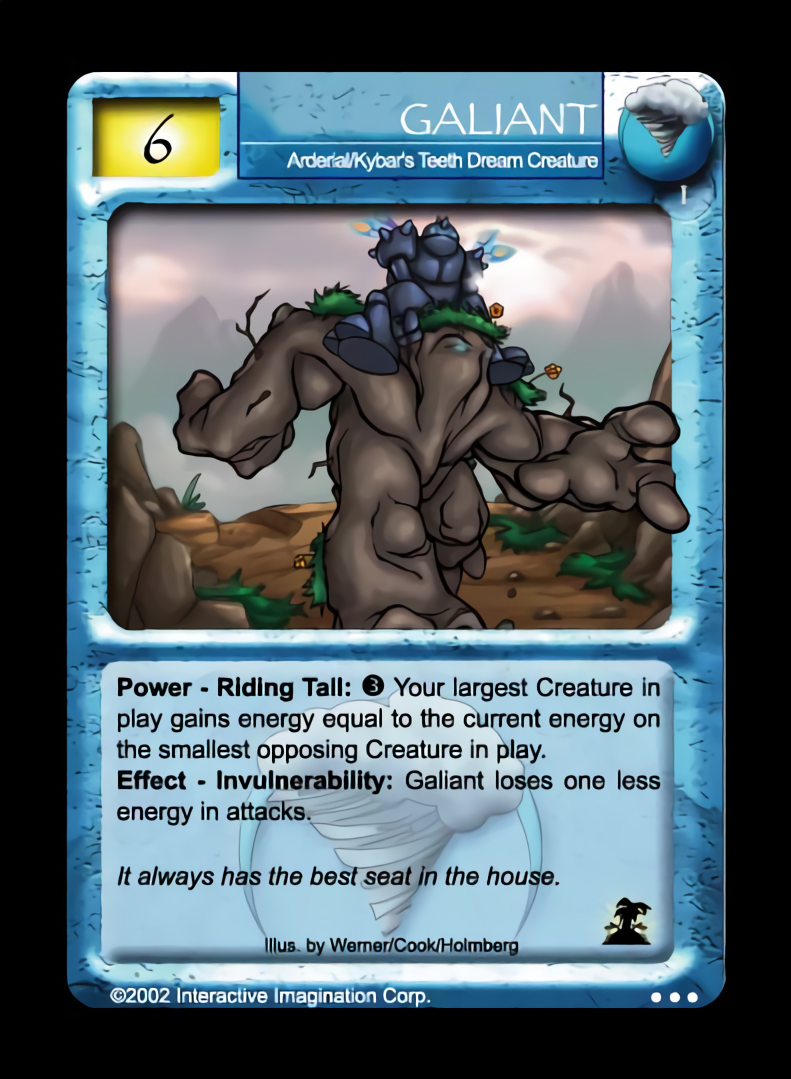 6
GALIANT
Arderial/Kybar's Teeth Dream Creature
I
Power - Riding Tall: ❸ Your largest Creature in
play gains energy equal to the current energy on
the smallest opposing Creature in play.
Effect - Invulnerability: Galiant loses one less
energy in attacks.
It always has the best seat in the house.
Illus. by Werner/Cook/Holmberg
©2002 Interactive Imagination Corp.